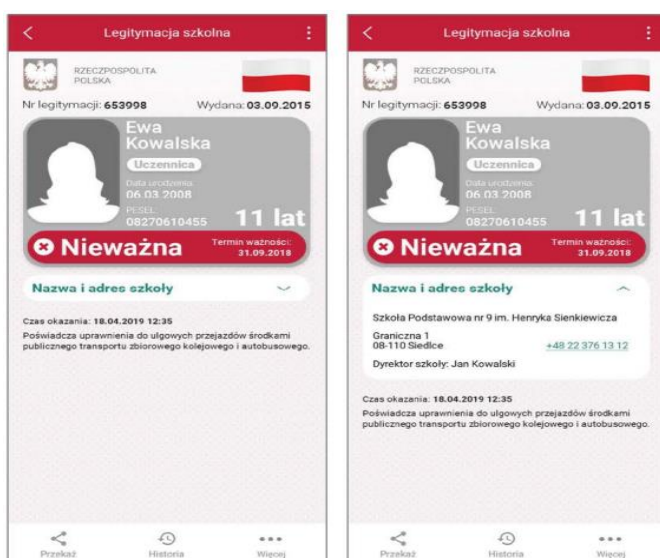 Legitymacja szkolna
RZECZPOSPOLITA
POLSKA
Nr legitymacji: 653998 Wydana: 03.09.2015
Ewa
Kowalska
Uczennica
Data urodzenia:
06.03.2008
PESEL:
08270610455
11 lat
Nieważna
Termin ważności:
31.09.2018
Nazwa i adres szkoły
Czas okazania: 18.04.2019 12:35
Poświadcza uprawnienia do ulgowych przejazdów środkami
publicznego transportu zbiorowego kolejowego i autobusowego.
Przekaż Historia Więcej
Legitymacja szkolna
RZECZPOSPOLITA
POLSKA
Nr legitymacji: 653998 Wydana: 03.09.2015
Ewa
Kowalska
Uczennica
Data urodzenia:
06.03.2008
PESEL:
08270610455
11 lat
Nieważna
Termin ważności:
31.09.2018
Nazwa i adres szkoły
Szkoła Podstawowa nr 9 im. Henryka Sienkiewicza
Graniczna 1
08-110 Siedlce
+48 22 376 13 12
Dyrektor szkoły: Jan Kowalski
Czas okazania: 18.04.2019 12:35
Poświadcza uprawnienia do ulgowych przejazdów środkami
publicznego transportu zbiorowego kolejowego i autobusowego.
Przekaż Historia Więcej